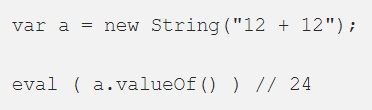 var a = new String("12 + 12");
eval ( a.valueOf() ) // 24